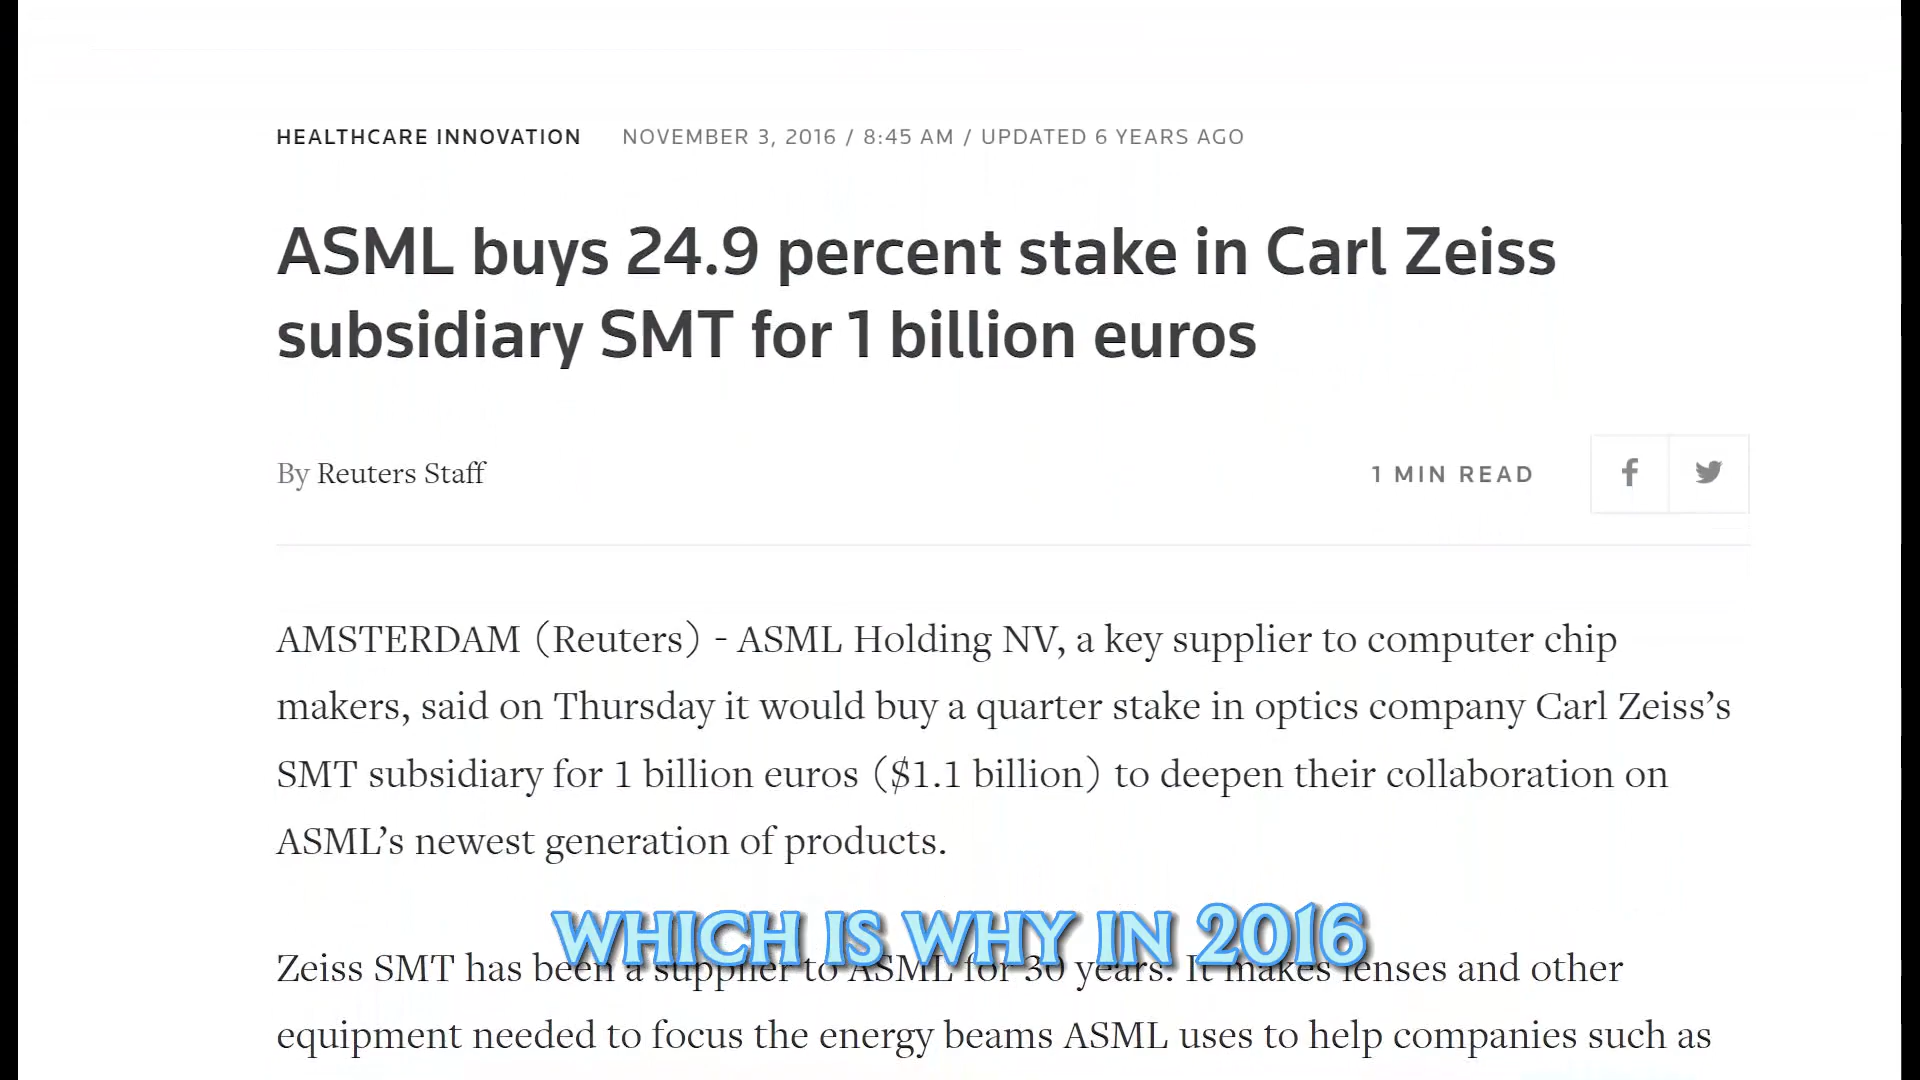 HEALTHCARE INNOVATION NOVEMBER 3, 2016 / 8:45 AM / UPDATED 6 YEARS AGO
ASML buys 24.9 percent stake in Carl Zeiss
subsidiary SMT for 1 billion euros
By Reuters Staff
1 MIN READ
AMSTERDAM (Reuters) - ASML Holding NV, a key supplier to computer chip
makers, said on Thursday it would buy a quarter stake in optics company Carl Zeiss’s
SMT subsidiary for 1 billion euros ($1.1 billion) to deepen their collaboration on
ASML’s newest generation of products.
WHICH IS WHY IN 2016
Zeiss SMT has been a supplier to ASML for 30 years. It makes lenses and other
equipment needed to focus the energy beams ASML uses to help companies such as